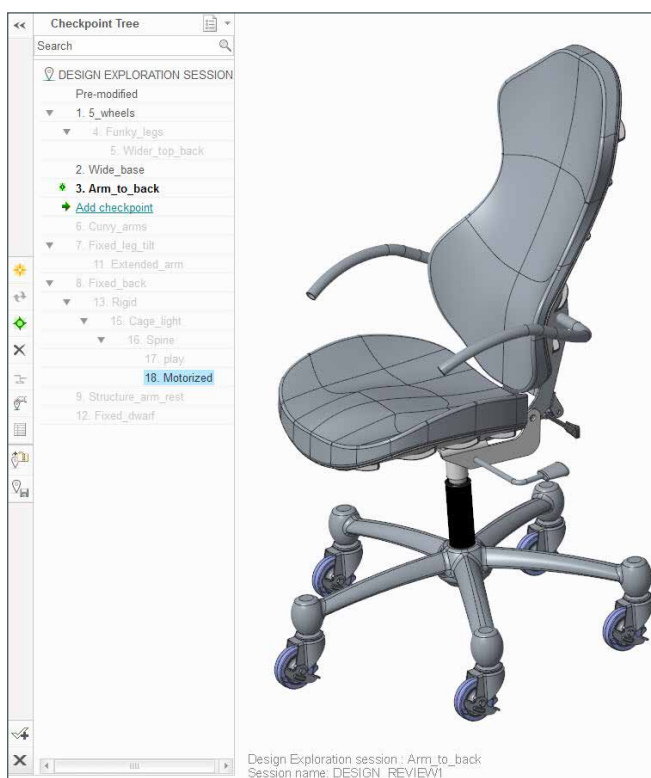 Checkpoint Tree
Search
DESIGN EXPLORATION SESSION
Pre-modified
1. 5_wheels
4. Funky_legs
5. Wider_top_back
2. Wide_base
3. Arm_to_back
Add checkpoint
6. Curvy_arms
7. Fixed_leg_tilt
11. Extended_arm
8. Fixed_back
13. Rigid
15. Cage_light
16. Spine
17. play
18. Motorized
9. Structure_arm_rest
12. Fixed_dwarf
Design Exploration session : Arm_to_back
Session name: DESIGN_REVIEW1